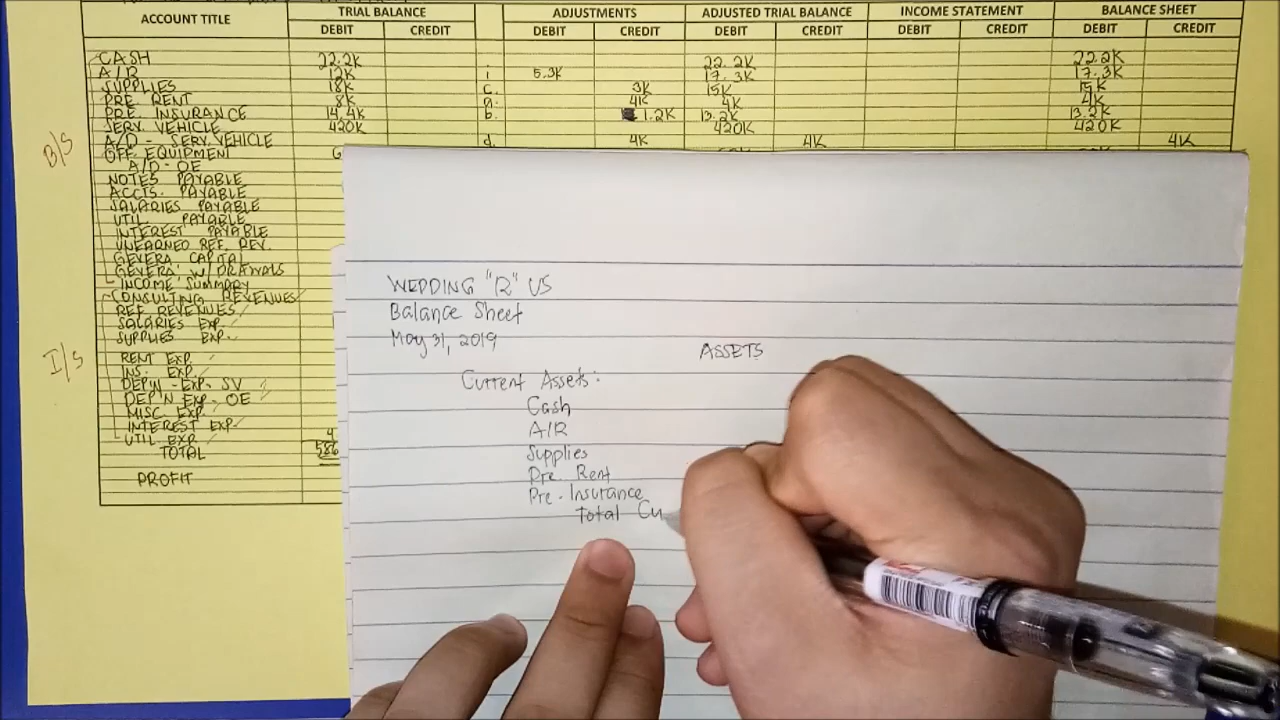 ACCOUNT TITLE TRIAL BALANCE ADJUSTMENTS ADJUSTED TRIAL BALANCE INCOME STATEMENT BALANCE SHEET
DEBIT CREDIT DEBIT CREDIT DEBIT CREDIT DEBIT CREDIT DEBIT CREDIT
CASH 22.2K 22.2K 22.2K
A/R 12K i 5.3K 17.3K 17.3K
SUPPLIES 18K c. 3K 15K 15K
PRE. RENT 8K a. 4K 4K 4K
PRE. INSURANCE 14.4K b. 1.2K 13.2K 13.2K
SERV. VEHICLE 420K 420K 420K
A/D - SERV. VEHICLE d. 4K 4K 4K
OFF. EQUIPMENT 6
A/D - OE
NOTES PAYABLE
ACCTS. PAYABLE
SALARIES PAYABLE
UTIL. PAYABLE
INTEREST PAYABLE
UNEARNED REF. REV.
GEVERA CAPITAL
GEVERA W/DRAWALS
INCOME SUMMARY
CONSULTING REVENUES
REF. REVENUES
SALARIES EXP.
SUPPLIES EXP.
RENT EXP.
INS. EXP.
DEP'N - EXP. SV
DEP'N EXP - OE
MISC. EXP.
INTEREST EXP.
UTIL. EXP. 4
TOTAL 586
PROFIT
B/S
I/S
WEDDING "R" US
Balance Sheet
May 31, 2019
ASSETS
Current Assets:
Cash
A/R
Supplies
Pre. Rent
Pre. Insurance
Total Cu